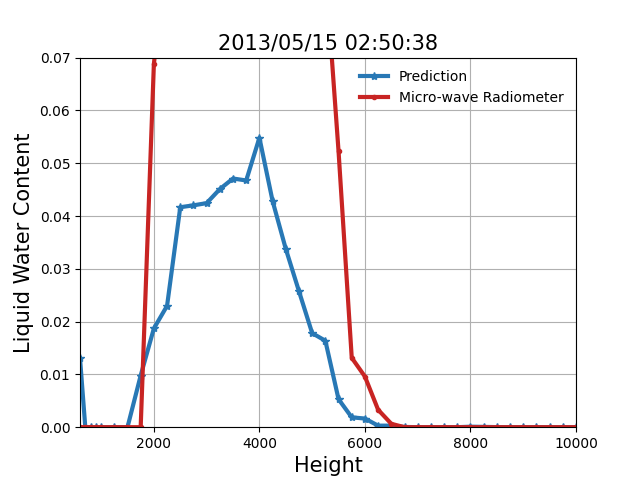 2013/05/15 02:50:38
Prediction
Micro-wave Radiometer
Liquid Water Content
0.07
0.06
0.05
0.04
0.03
0.02
0.01
0.00
2000 4000 6000 8000 10000
Height